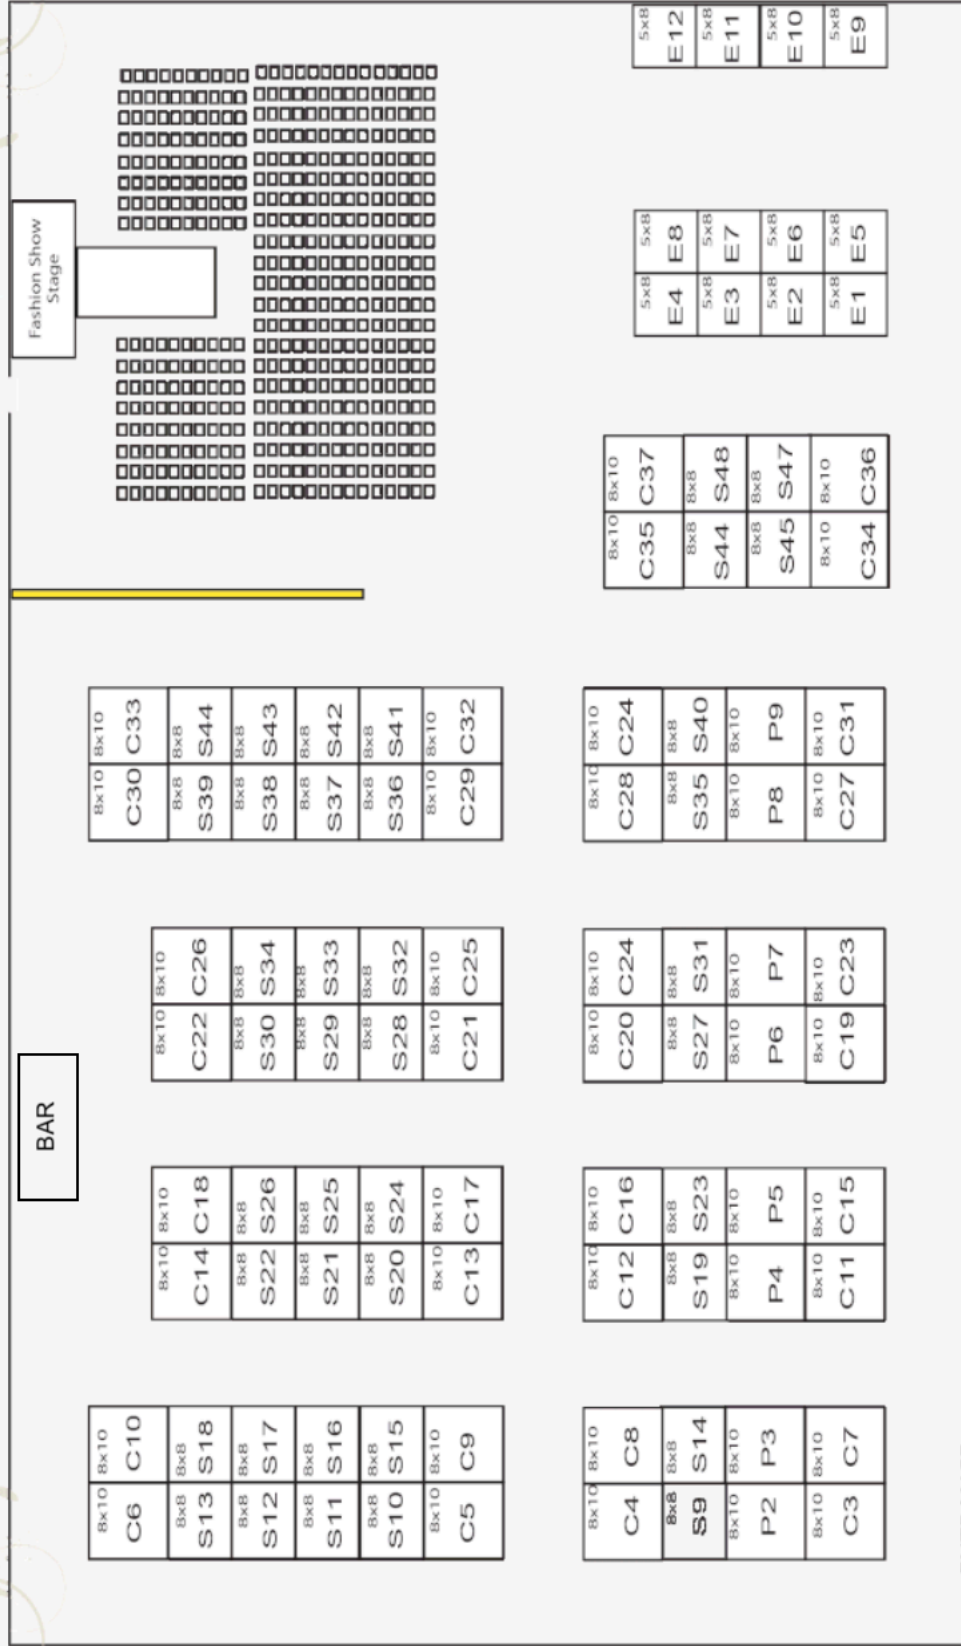 5x8 E12
5x8 E11
5x8 E10
5x8 E9
Fashion Show
Stage
5x8 E8
5x8 E7
5x8 E6
5x8 E5
5x8 E4
5x8 E3
5x8 E2
5x8 E1
8x10 C37
8x8 S48
8x8 S47
8x10 C36
8x10 C35
8x8 S44
8x8 S45
8x10 C34
8x10 C33
8x8 S44
8x8 S43
8x8 S42
8x8 S41
8x10 C32
8x10 C30
8x8 S39
8x8 S38
8x8 S37
8x8 S36
8x10 C29
8x10 C24
8x8 S40
8x10 P9
8x10 C31
8x10 C28
8x8 S35
8x10 P8
8x10 C27
8x10 C26
8x8 S34
8x8 S33
8x8 S32
8x10 C25
8x10 C22
8x8 S30
8x8 S29
8x8 S28
8x10 C21
8x10 C24
8x8 S31
8x10 P7
8x10 C23
8x10 C20
8x8 S27
8x10 P6
8x10 C19
BAR
8x10 C18
8x8 S26
8x8 S25
8x8 S24
8x10 C17
8x10 C14
8x8 S22
8x8 S21
8x8 S20
8x10 C13
8x10 C16
8x8 S23
8x10 P5
8x10 C15
8x10 C12
8x8 S19
8x10 P4
8x10 C11
8x10 C10
8x8 S18
8x8 S17
8x8 S16
8x8 S15
8x10 C9
8x10 C6
8x8 S13
8x8 S12
8x8 S11
8x8 S10
8x10 C5
8x10 C8
8x8 S14
8x10 P3
8x10 C7
8x10 C4
8x8 S9
8x10 P2
8x10 C3